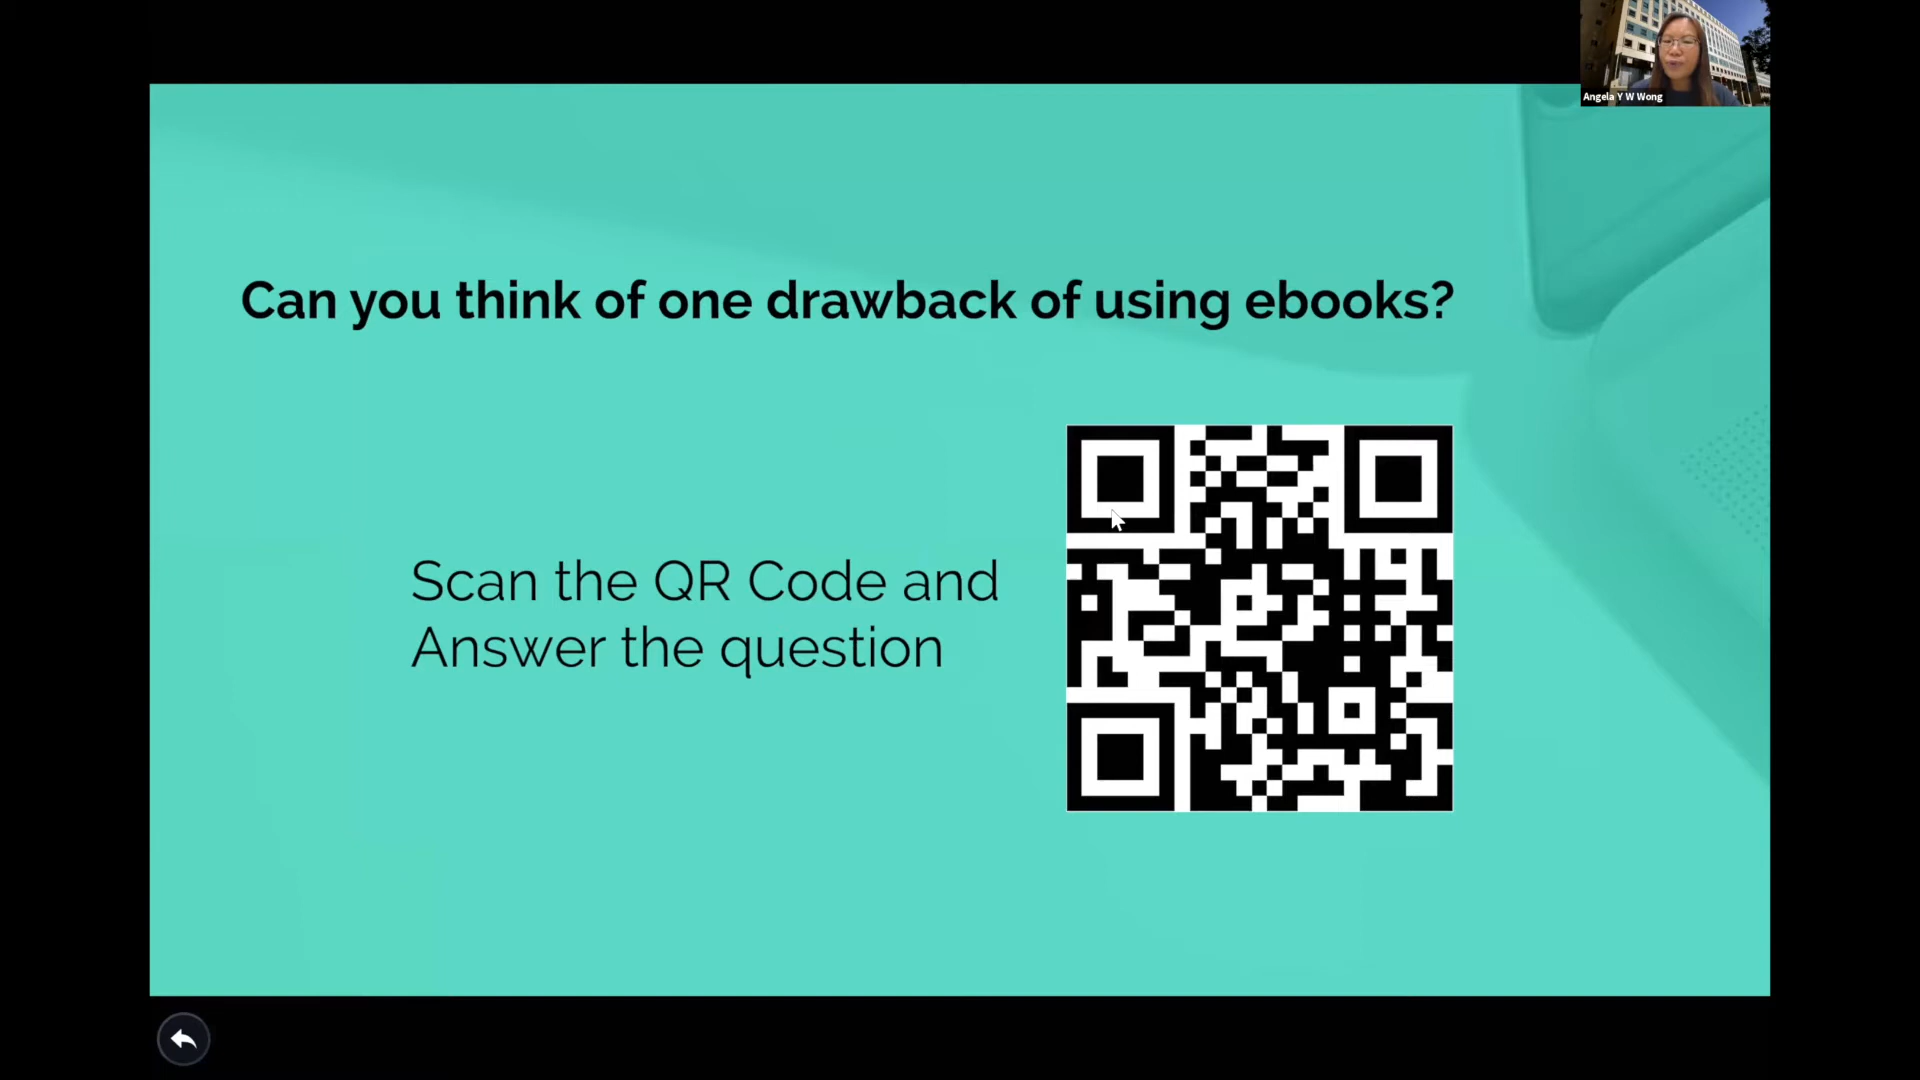 Angela Y W Wong
Can you think of one drawback of using ebooks?
Scan the QR Code and
Answer the question